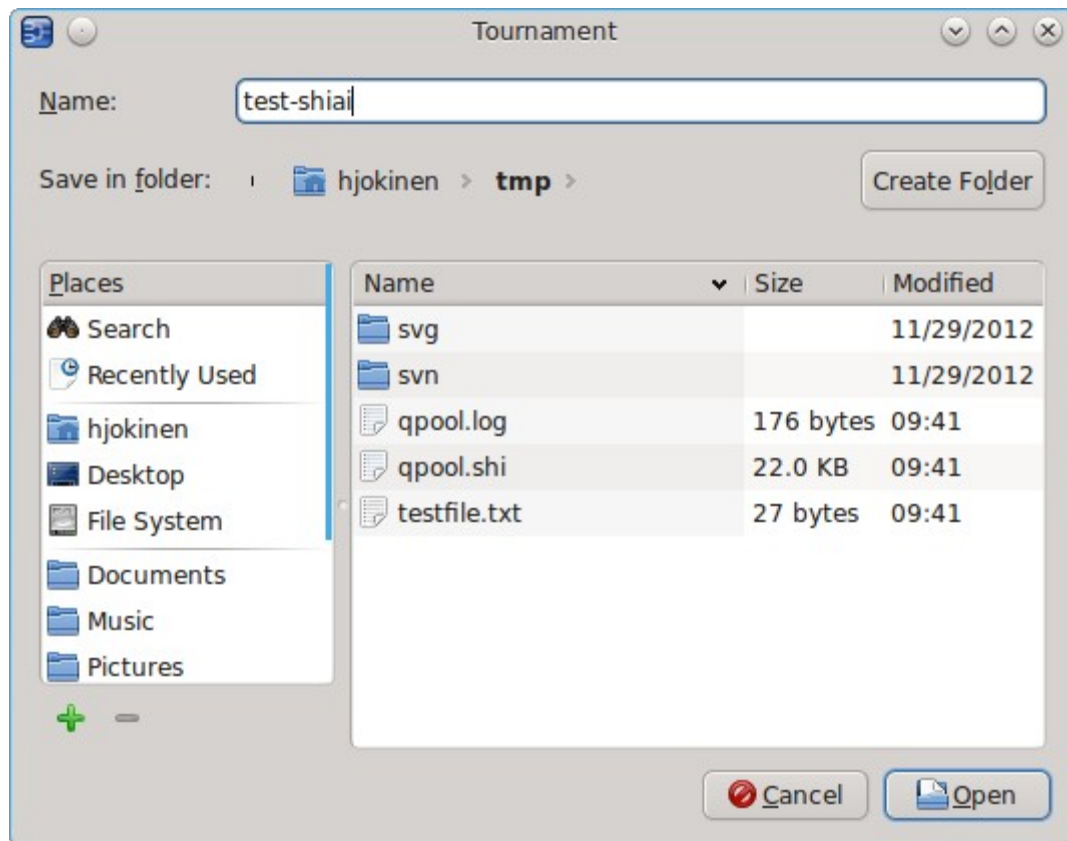 Tournament
Name: test-shiai
Save in folder: hjokinen > tmp > Create Folder
Places Name Size Modified
Search svg 11/29/2012
Recently Used svn 11/29/2012
hjokinen qpool.log 176 bytes 09:41
Desktop qpool.shi 22.0 KB 09:41
File System testfile.txt 27 bytes 09:41
Documents
Music
Pictures
Cancel Open